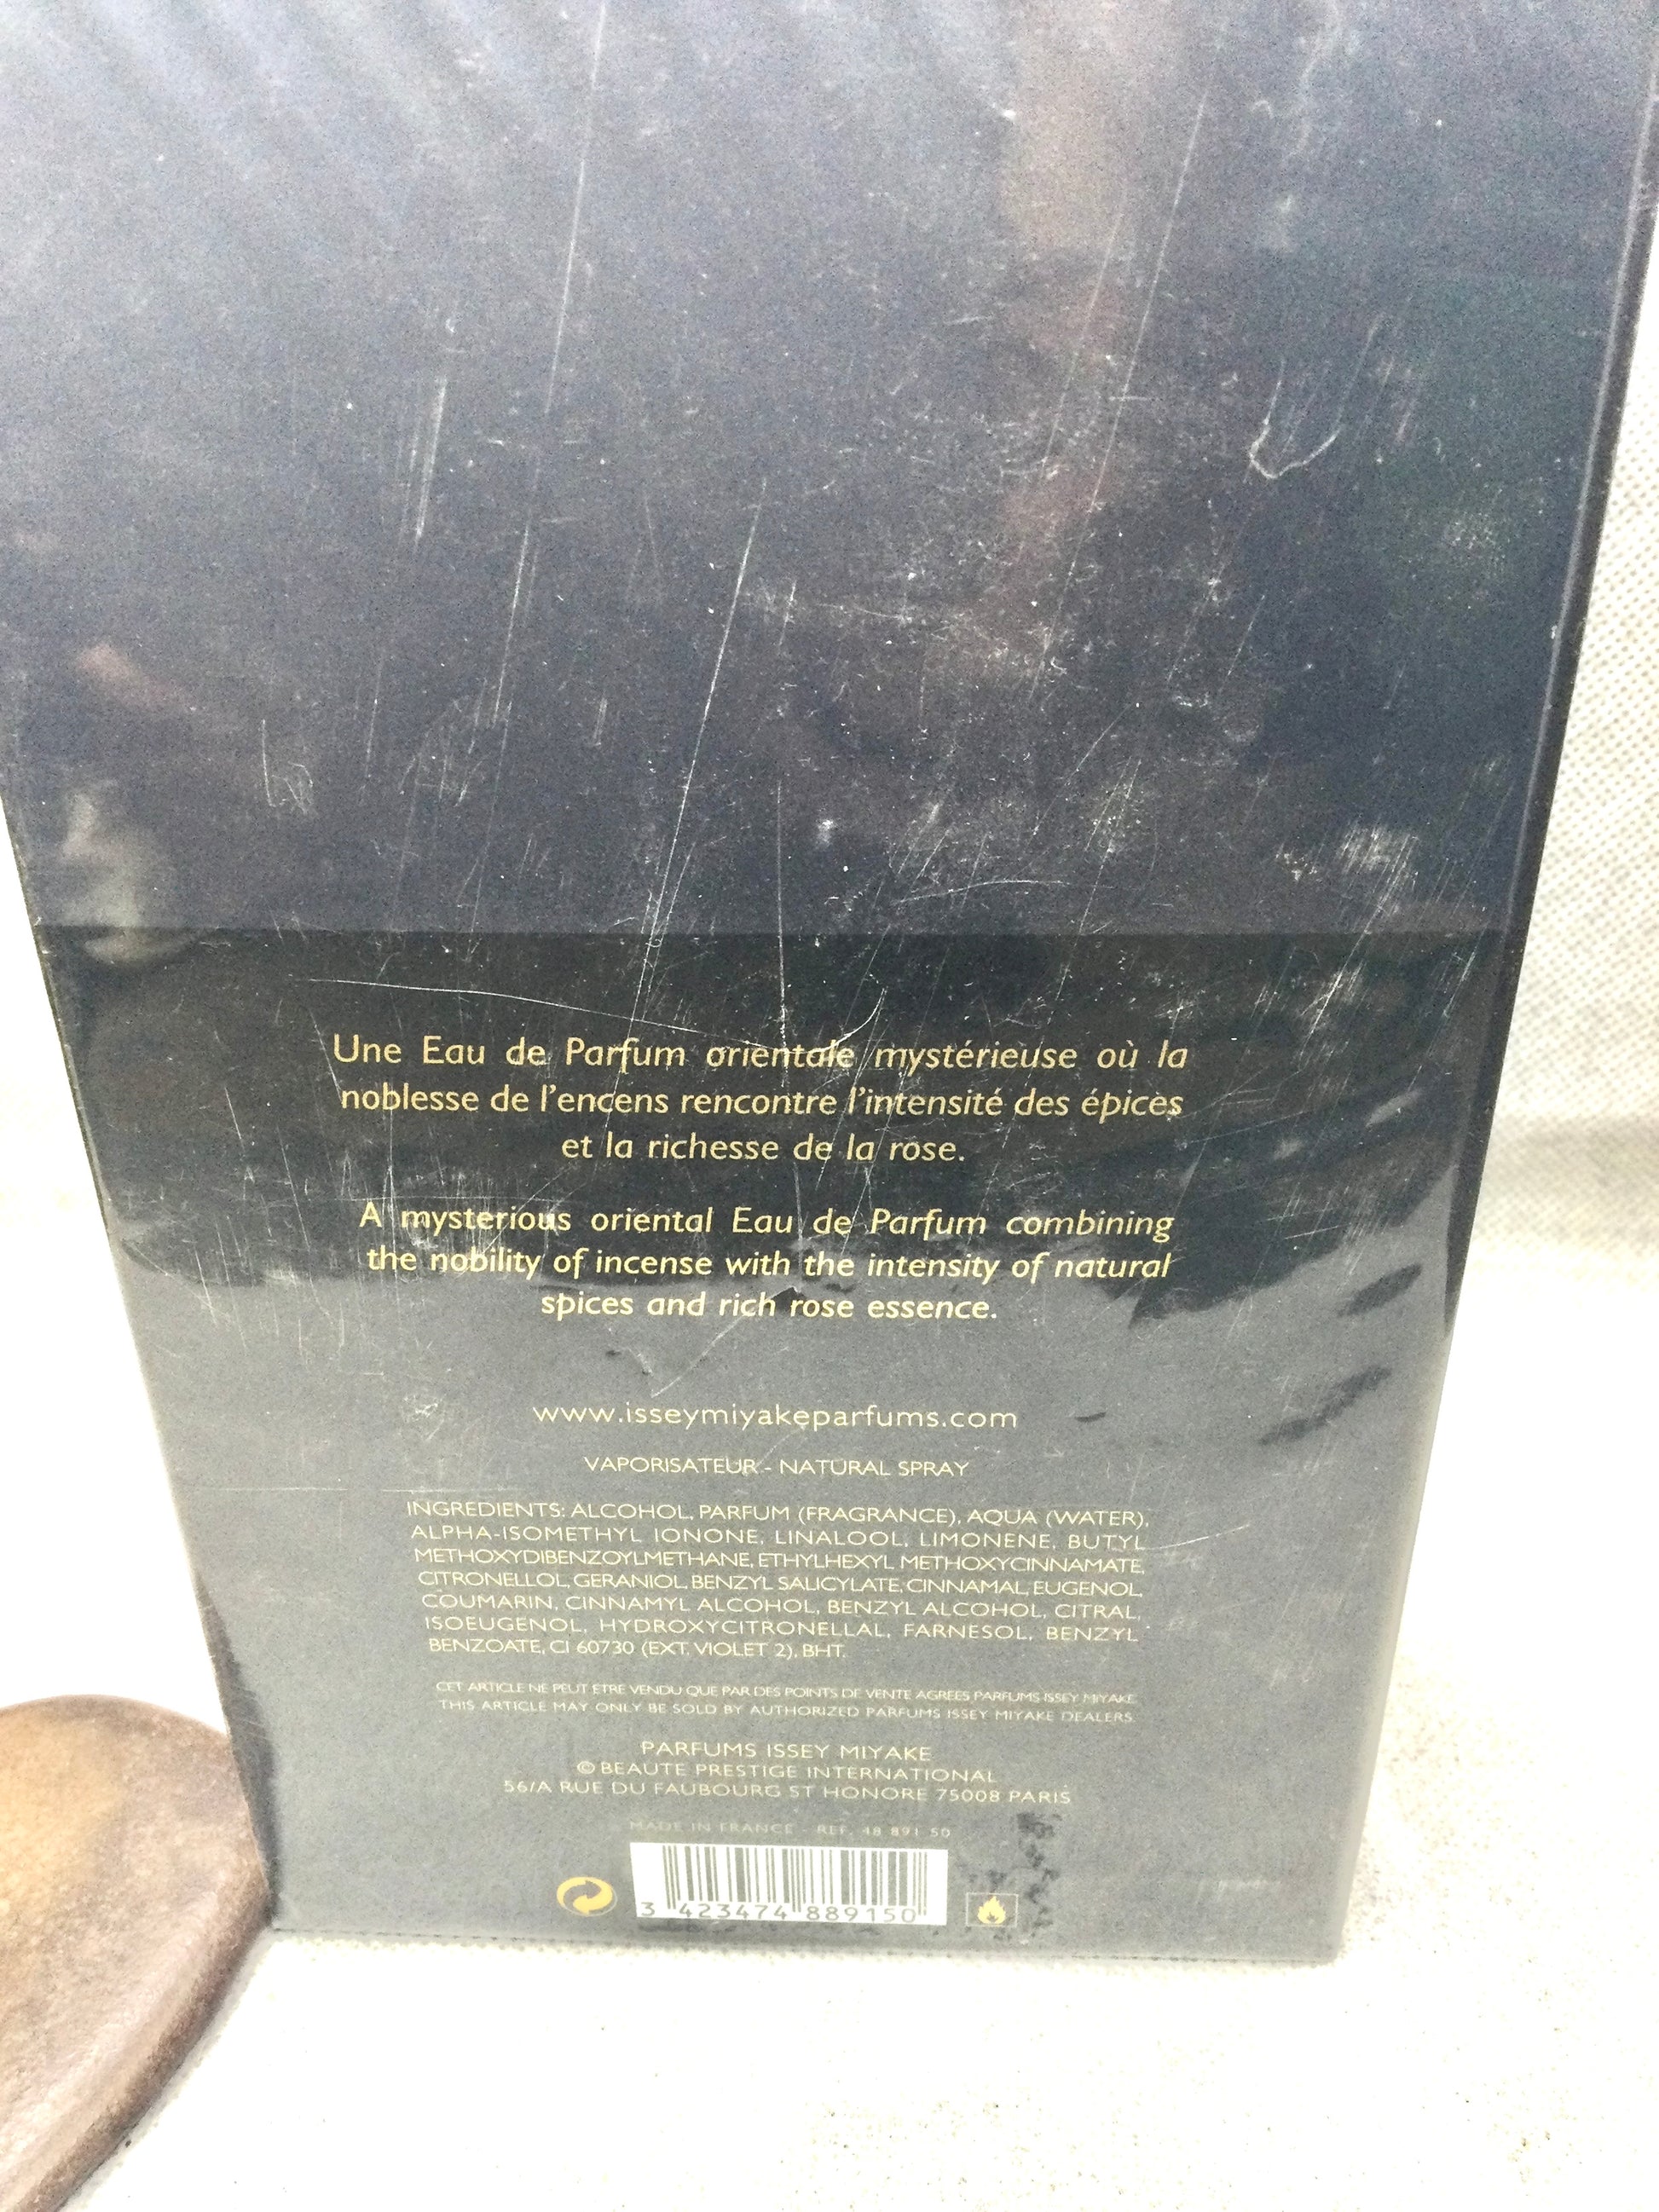 Une Eau de Parfum orientale mystérieuse où la
noblesse de l'encens rencontre l'intensité des épices
et la richesse de la rose.
A mysterious oriental Eau de Parfum combining
the nobility of incense with the intensity of natural
spices and rich rose essence.
www.isseymiyakeparfums.com
VAPORISATEUR - NATURAL SPRAY
INGREDIENTS: ALCOHOL, PARFUM (FRAGRANCE), AQUA (WATER),
ALPHA-ISOMETHYL IONONE, LINALOOL, LIMONENE, BUTYL
METHOXYDIBENZOYLMETHANE, ETHYLHEXYL METHOXYCINNAMATE,
CITRONELLOL, GERANIOL, BENZYL SALICYLATE, CINNAMAL, EUGENOL,
COUMARIN, CINNAMYL ALCOHOL, BENZYL ALCOHOL, CITRAL,
ISOEUGENOL, HYDROXYCITRONELLAL, FARNESOL, BENZYL
BENZOATE, CI 60730 (EXT. VIOLET 2), BHT.
CET ARTICLE NE PEUT ETRE VENDU QUE PAR DES POINTS DE VENTE AGREES PARFUMS ISSEY MIYAKE.
THIS ARTICLE MAY ONLY BE SOLD BY AUTHORIZED PARFUMS ISSEY MIYAKE DEALERS.
PARFUMS ISSEY MIYAKE
© BEAUTE PRESTIGE INTERNATIONAL
56/A RUE DU FAUBOURG ST HONORE 75008 PARIS
MADE IN FRANCE - REF. 48 891 50
3 423474 889150